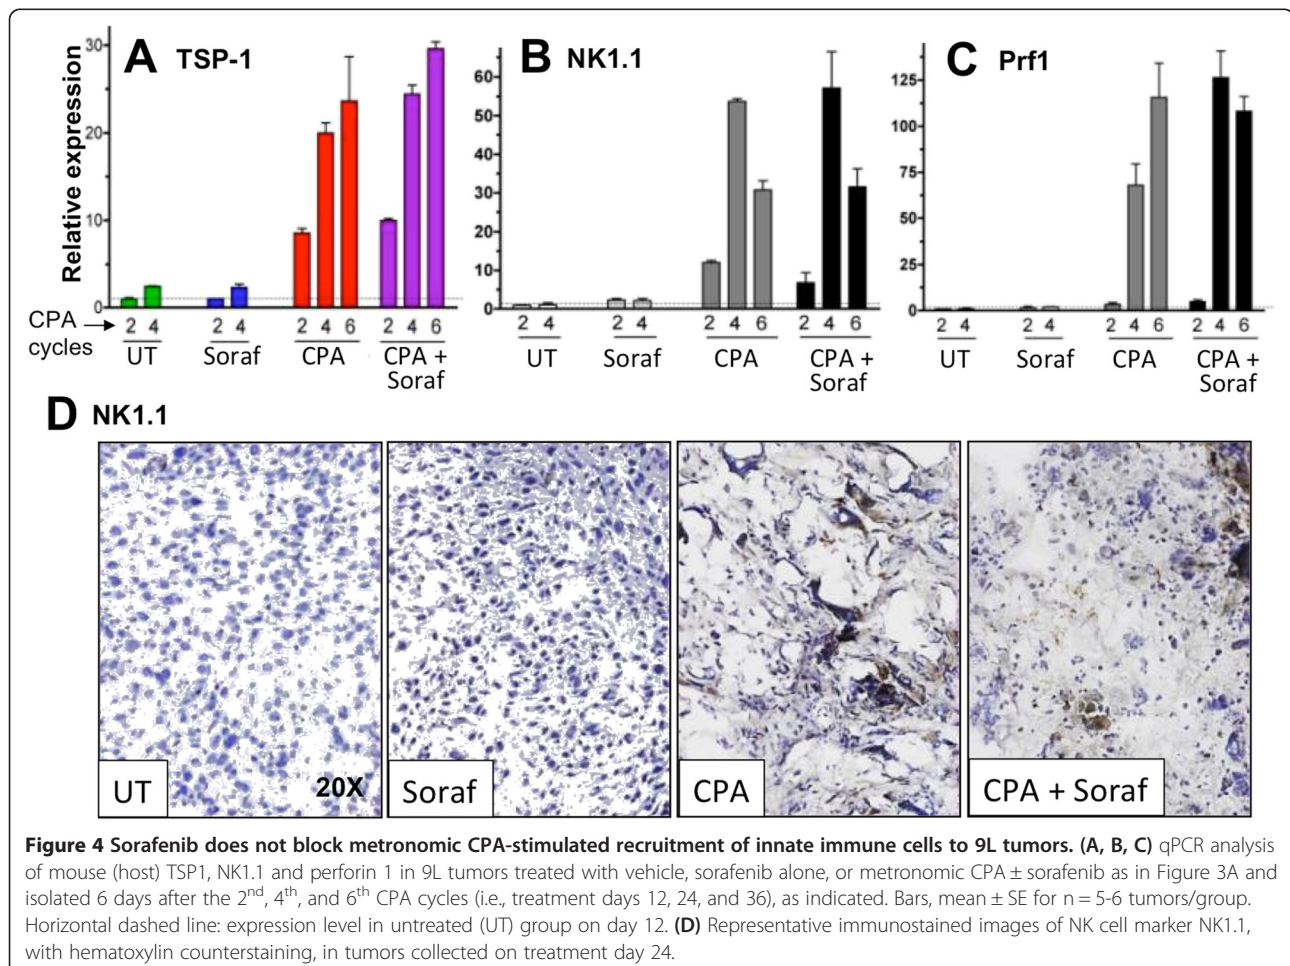 A TSP-1
B NK1.1
C Prf1
Relative expression
30
20
10
0
60
50
40
30
20
10
0
125
100
75
50
25
0
CPA → cycles
2 4 2 4 2 4 6 2 4 6
UT Soraf CPA CPA + Soraf
2 4 2 4 2 4 6 2 4 6
UT Soraf CPA CPA + Soraf
2 4 2 4 2 4 6 2 4 6
UT Soraf CPA CPA + Soraf
D NK1.1
UT 20X Soraf CPA CPA + Soraf
Figure 4 Sorafenib does not block metronomic CPA-stimulated recruitment of innate immune cells to 9L tumors. (A, B, C) qPCR analysis
of mouse (host) TSP1, NK1.1 and perforin 1 in 9L tumors treated with vehicle, sorafenib alone, or metronomic CPA ± sorafenib as in Figure 3A and
isolated 6 days after the 2nd, 4th, and 6th CPA cycles (i.e., treatment days 12, 24, and 36), as indicated. Bars, mean ± SE for n = 5-6 tumors/group.
Horizontal dashed line: expression level in untreated (UT) group on day 12. (D) Representative immunostained images of NK cell marker NK1.1,
with hematoxylin counterstaining, in tumors collected on treatment day 24.